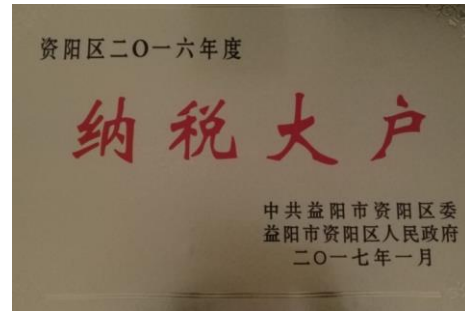 资阳区二〇一六年度
纳税大户
中共益阳市资阳区委
益阳市资阳区人民政府
二〇一七年一月